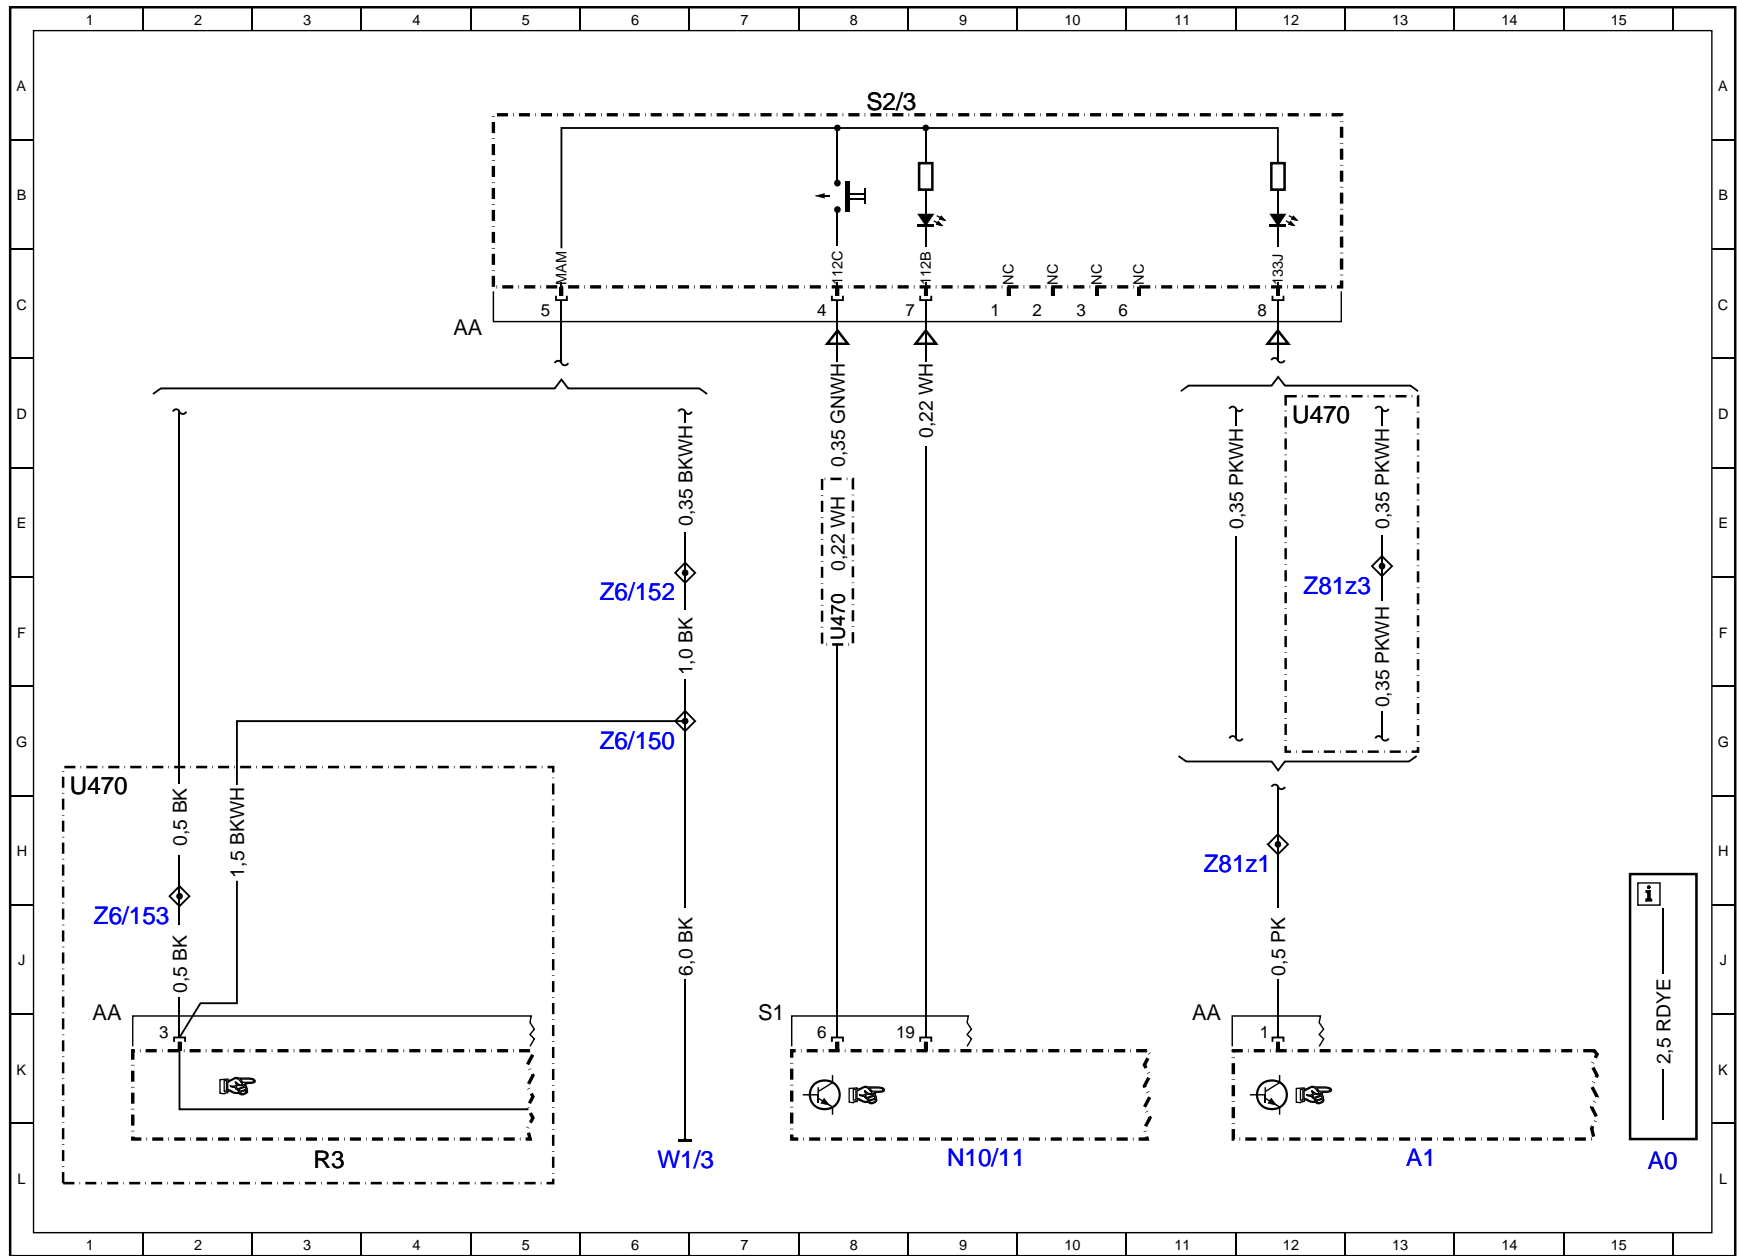 1 2 3 4 5 6 7 8 9 10 11 12 13 14 15
A A
S2/3
B B
MAM 112C 112B NC NC NC NC 133J
C C
5 4 7 1 2 3 6 8
AA
D D
0,35 BKWH
0,35 GNWH
0,22 WH
0,35 PKWH
U470
0,35 PKWH
E E
U470 0,22 WH
Z6/152
Z81z3
F F
1,0 BK
0,35 PKWH
G G
Z6/150
U470
0,5 BK
1,5 BKWH
H H
Z81z1
Z6/153
i
0,5 BK
6,0 BK
0,5 PK
2,5 RDYE
J J
AA S1 AA
3 6 19 1
K K
R3 W1/3 N10/11 A1 A0
L L
1 2 3 4 5 6 7 8 9 10 11 12 13 14 15